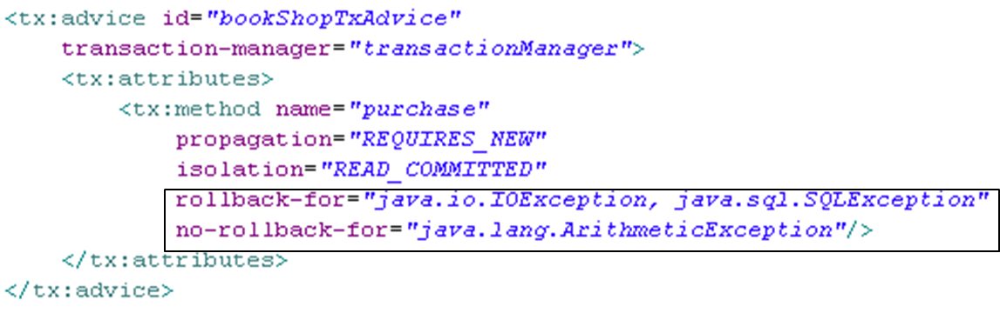 <tx:advice id="bookShopTxAdvice"
    transaction-manager="transactionManager">
    <tx:attributes>
        <tx:method name="purchase"
            propagation="REQUIRES_NEW"
            isolation="READ_COMMITTED"
            rollback-for="java.io.IOException, java.sql.SQLException"
            no-rollback-for="java.lang.ArithmeticException"/>
    </tx:attributes>
</tx:advice>